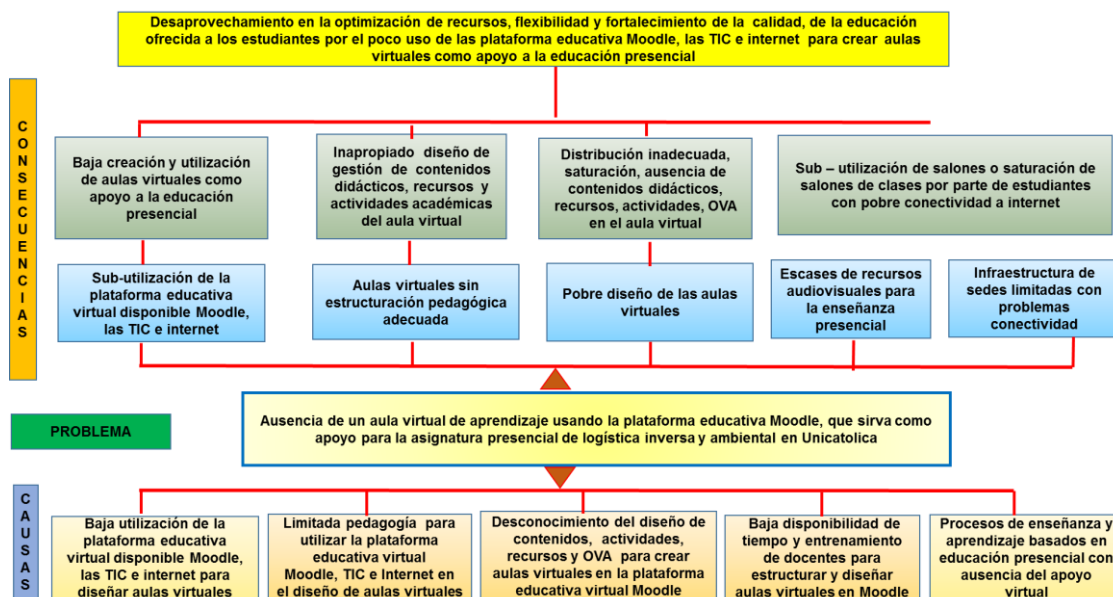 Desaprovechamiento en la optimización de recursos, flexibilidad y fortalecimiento de la calidad, de la educación
ofrecida a los estudiantes por el poco uso de las plataforma educativa Moodle, las TIC e internet para crear aulas
virtuales como apoyo a la educación presencial
CONSECUENCIAS
Baja creación y utilización
de aulas virtuales como
apoyo a la educación
presencial
Inapropiado diseño de
gestión de contenidos
didácticos, recursos y
actividades académicas
del aula virtual
Distribución inadecuada,
saturación, ausencia de
contenidos didácticos,
recursos, actividades, OVA
en el aula virtual
Sub – utilización de salones o saturación de
salones de clases por parte de estudiantes
con pobre conectividad a internet
Sub-utilización de la
plataforma educativa
virtual disponible Moodle,
las TIC e internet
Aulas virtuales sin
estructuración pedagógica
adecuada
Pobre diseño de las aulas
virtuales
Escases de recursos
audiovisuales para
la enseñanza
presencial
Infraestructura de
sedes limitadas con
problemas
conectividad
PROBLEMA
Ausencia de un aula virtual de aprendizaje usando la plataforma educativa Moodle, que sirva como
apoyo para la asignatura presencial de logística inversa y ambiental en Unicatolica
CAUSAS
Baja utilización de la
plataforma educativa
virtual disponible Moodle,
las TIC e internet para
diseñar aulas virtuales
Limitada pedagogía para
utilizar la plataforma
educativa virtual
Moodle, TIC e Internet en
el diseño de aulas virtuales
Desconocimiento del diseño de
contenidos, actividades,
recursos y OVA para crear
aulas virtuales en la plataforma
educativa virtual Moodle
Baja disponibilidad de
tiempo y entrenamiento de
docentes para
estructurar y diseñar
aulas virtuales en Moodle
Procesos de enseñanza y
aprendizaje basados en
educación presencial con
ausencia del apoyo
virtual